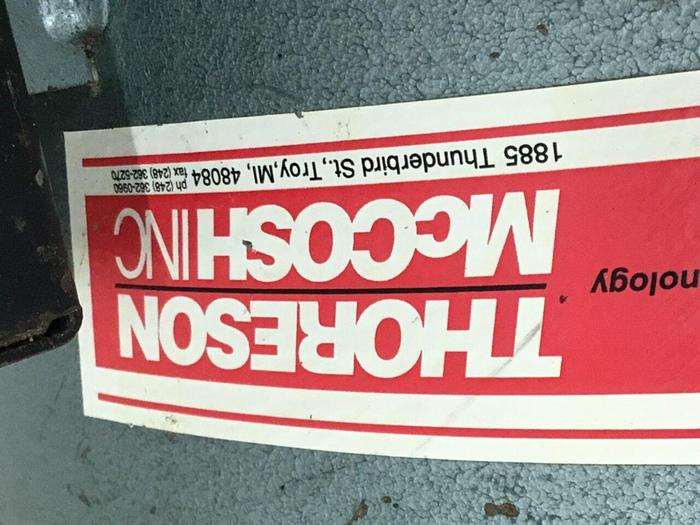 THORESON
McCOSH INC
1885 Thunderbird St., Troy, MI, 48084
ph (248) 362-0960
fax (248) 362-5270
nology